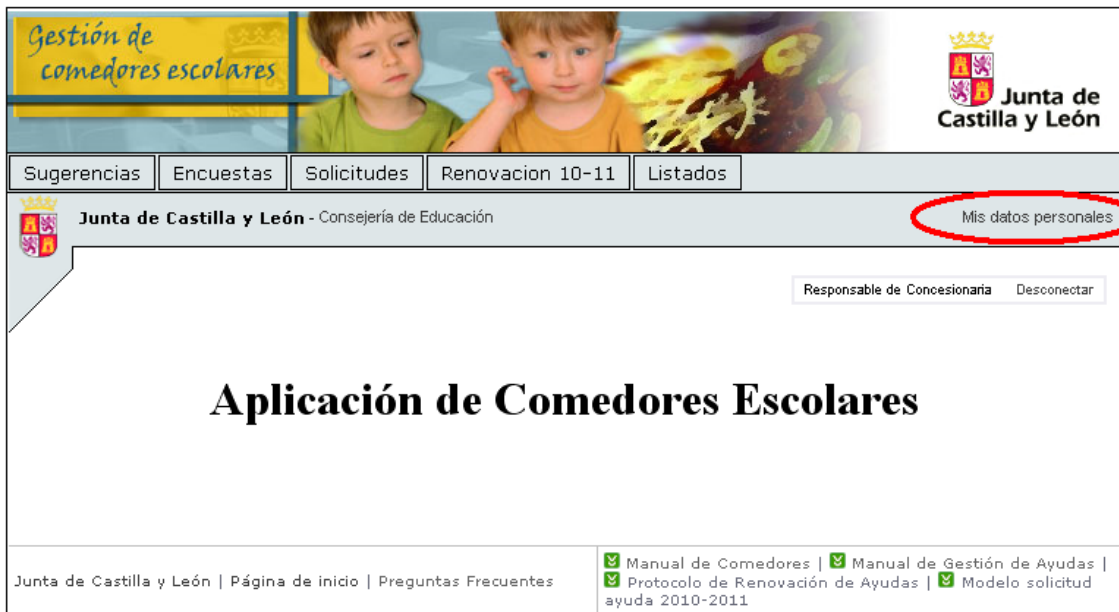 Gestión de
comedores escolares
Junta de
Castilla y León
Sugerencias Encuestas Solicitudes Renovacion 10-11 Listados
Junta de Castilla y León - Consejería de Educación Mis datos personales
Responsable de Concesionaria Desconectar
Aplicación de Comedores Escolares
Junta de Castilla y León | Página de inicio | Preguntas Frecuentes
Manual de Comedores | Manual de Gestión de Ayudas |
Protocolo de Renovación de Ayudas | Modelo solicitud
ayuda 2010-2011